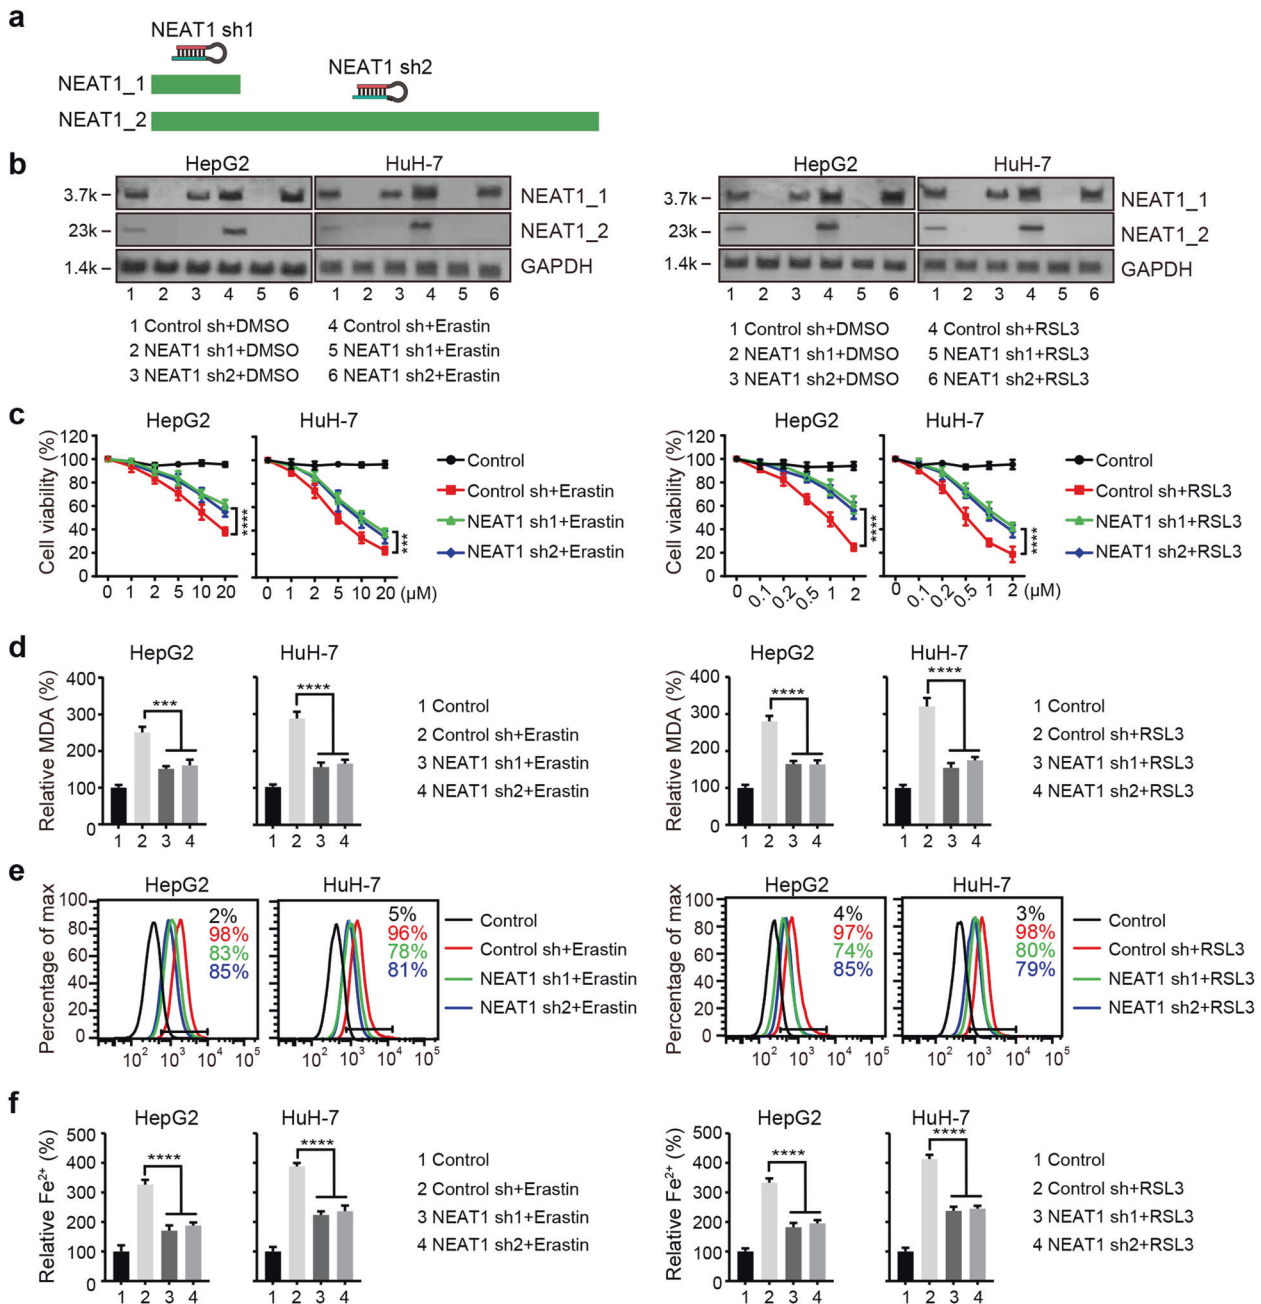 a
NEAT1 sh1
NEAT1 sh2
NEAT1_1
NEAT1_2
b
HepG2 HuH-7
3.7k NEAT1_1
23k NEAT1_2
1.4k GAPDH
1 2 3 4 5 6 1 2 3 4 5 6
1 Control sh+DMSO 4 Control sh+Erastin
2 NEAT1 sh1+DMSO 5 NEAT1 sh1+Erastin
3 NEAT1 sh2+DMSO 6 NEAT1 sh2+Erastin
HepG2 HuH-7
3.7k NEAT1_1
23k NEAT1_2
1.4k GAPDH
1 2 3 4 5 6 1 2 3 4 5 6
1 Control sh+DMSO 4 Control sh+RSL3
2 NEAT1 sh1+DMSO 5 NEAT1 sh1+RSL3
3 NEAT1 sh2+DMSO 6 NEAT1 sh2+RSL3
c
HepG2 HuH-7
Cell viability (%)
120
100
80
60
40
20
0
**** ***
0 1 2 5 10 20 0 1 2 5 10 20 (μM)
Control
Control sh+Erastin
NEAT1 sh1+Erastin
NEAT1 sh2+Erastin
HepG2 HuH-7
Cell viability (%)
120
100
80
60
40
20
0
**** ****
0 0.1 0.2 0.5 1 2 0 0.1 0.2 0.5 1 2 (μM)
Control
Control sh+RSL3
NEAT1 sh1+RSL3
NEAT1 sh2+RSL3
d
HepG2 HuH-7
Relative MDA (%)
400
300
200
100
0
*** ****
1 2 3 4 1 2 3 4
1 Control
2 Control sh+Erastin
3 NEAT1 sh1+Erastin
4 NEAT1 sh2+Erastin
HepG2 HuH-7
Relative MDA (%)
400
300
200
100
0
**** ****
1 2 3 4 1 2 3 4
1 Control
2 Control sh+RSL3
3 NEAT1 sh1+RSL3
4 NEAT1 sh2+RSL3
e
HepG2 HuH-7
Percentage of max
100
80
60
40
20
0
2% 5%
98% 96%
83% 78%
85% 81%
10² 10³ 10⁴ 10⁵ 10² 10³ 10⁴ 10⁵
Control
Control sh+Erastin
NEAT1 sh1+Erastin
NEAT1 sh2+Erastin
HepG2 HuH-7
Percentage of max
100
80
60
40
20
0
4% 3%
97% 98%
74% 80%
85% 79%
10² 10³ 10⁴ 10⁵ 10² 10³ 10⁴ 10⁵
Control
Control sh+RSL3
NEAT1 sh1+RSL3
NEAT1 sh2+RSL3
f
HepG2 HuH-7
Relative Fe²⁺ (%)
500
400
300
200
100
0
**** ****
1 2 3 4 1 2 3 4
1 Control
2 Control sh+Erastin
3 NEAT1 sh1+Erastin
4 NEAT1 sh2+Erastin
HepG2 HuH-7
Relative Fe²⁺ (%)
500
400
300
200
100
0
**** ****
1 2 3 4 1 2 3 4
1 Control
2 Control sh+RSL3
3 NEAT1 sh1+RSL3
4 NEAT1 sh2+RSL3